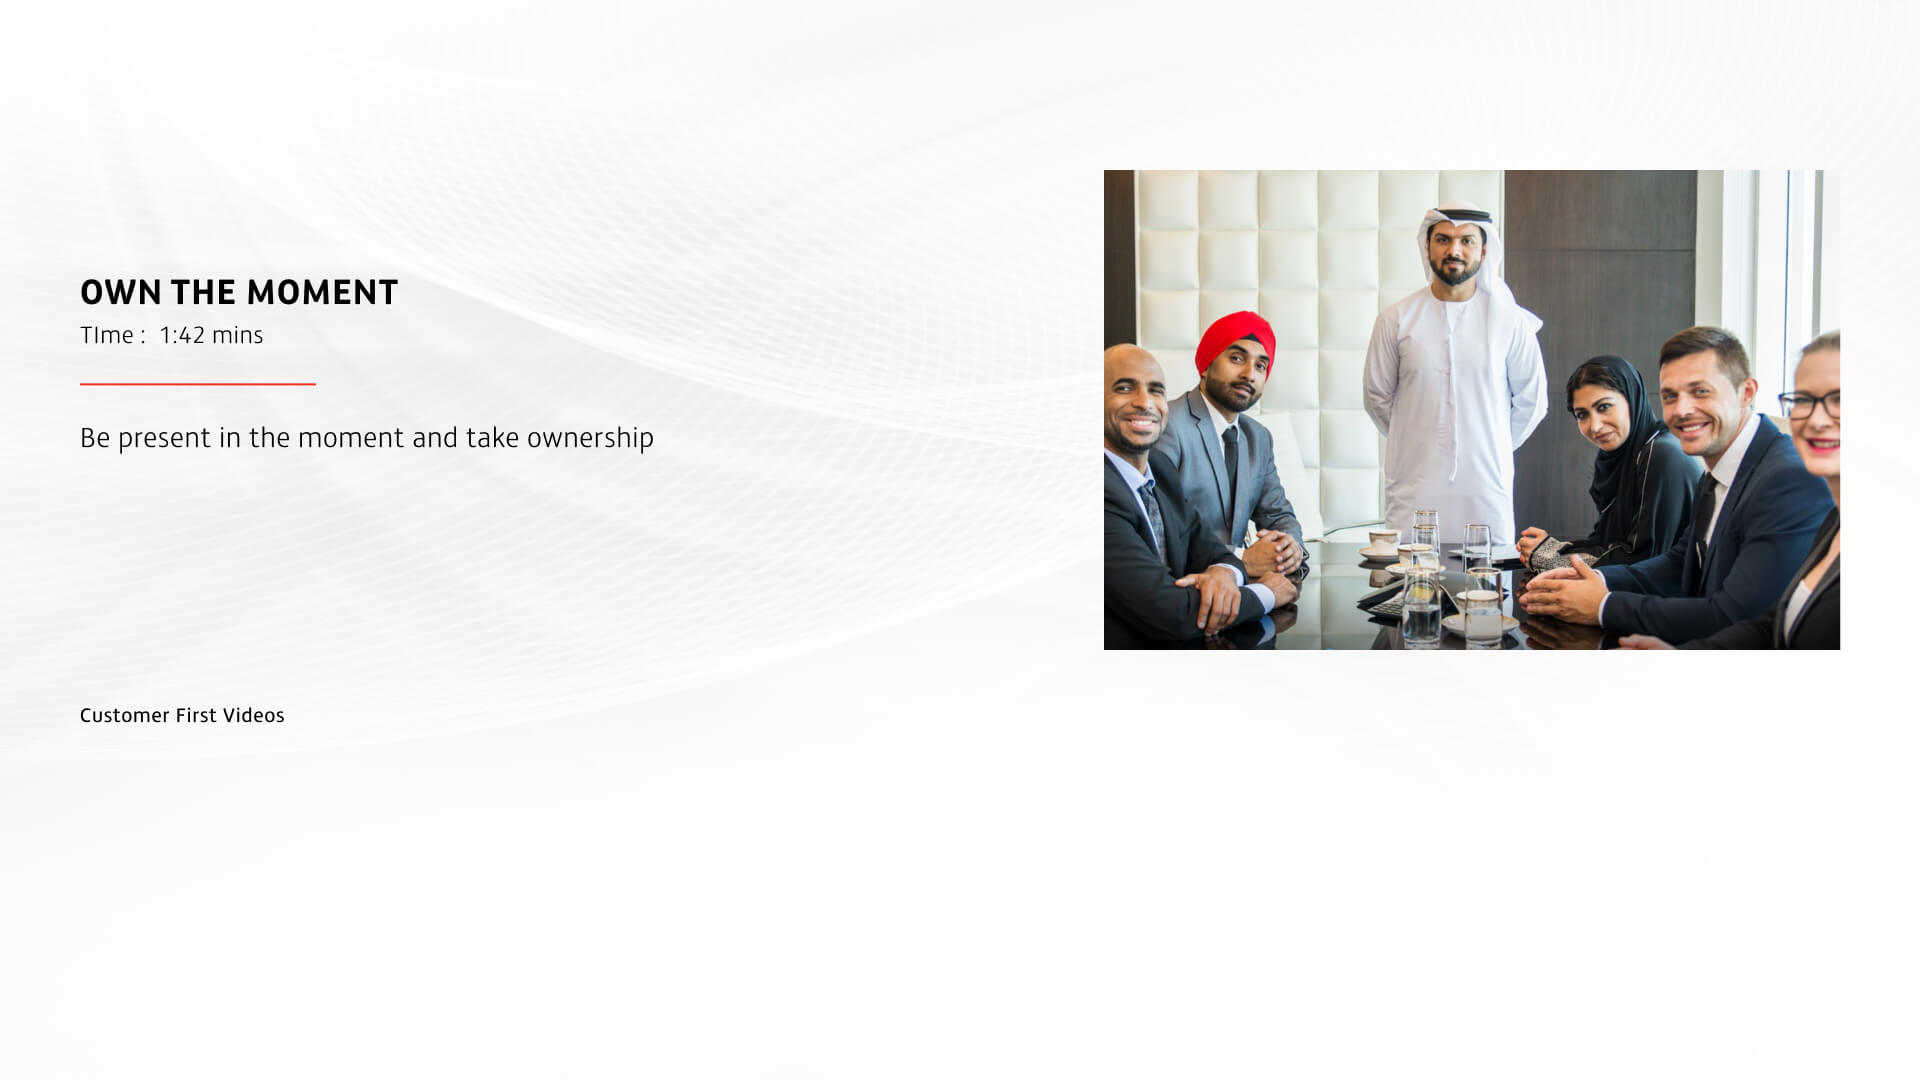 OWN THE MOMENT
TIme :  1:42 mins
Be present in the moment and take ownership
Customer First Videos